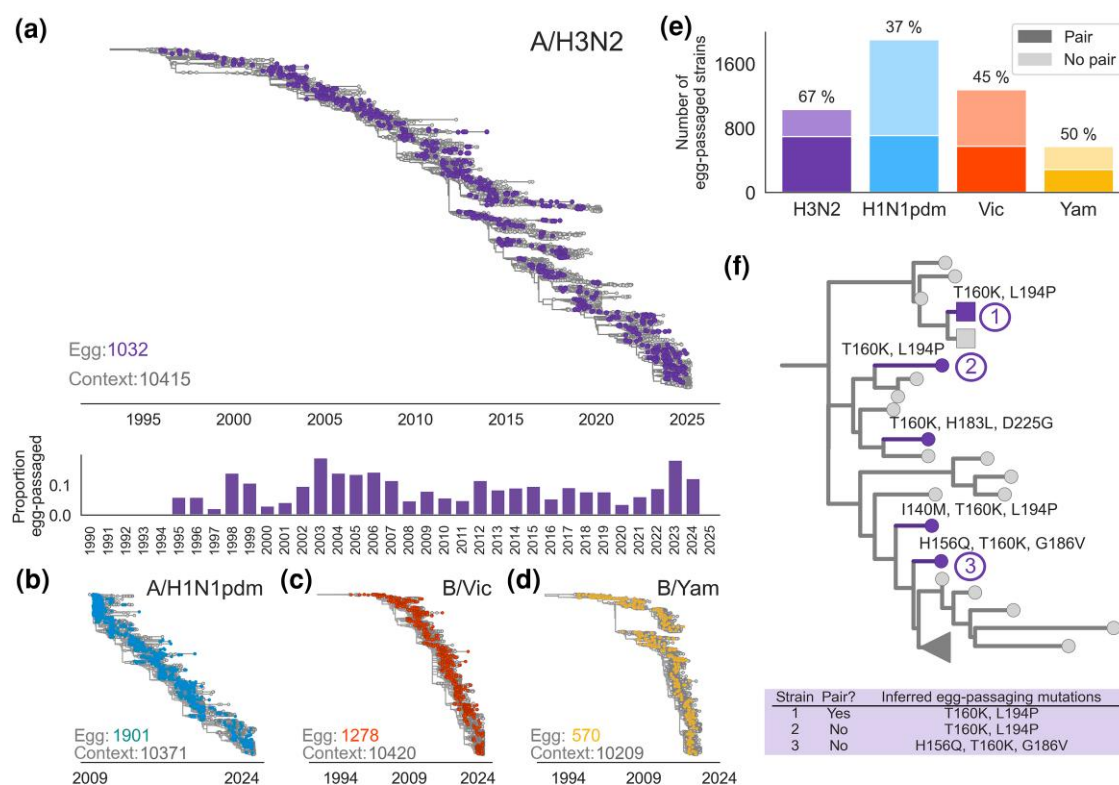 (a)
A/H3N2
Egg:1032
Context:10415
1995 2000 2005 2010 2015 2020 2025
Proportion
egg-passaged
0.1
0.0
1990 1991 1992 1993 1994 1995 1996 1997 1998 1999 2000 2001 2002 2003 2004 2005 2006 2007 2008 2009 2010 2011 2012 2013 2014 2015 2016 2017 2018 2019 2020 2021 2022 2023 2024 2025
(b)
A/H1N1pdm
Egg: 1901
Context:10371
2009 2024
(c)
B/Vic
Egg: 1278
Context:10420
1994 2009 2024
(d)
B/Yam
Egg: 570
Context:10209
1994 2009 2024
(e)
Number of
egg-passaged strains
1600
800
0
67 %
37 %
45 %
50 %
Pair
No pair
H3N2 H1N1pdm Vic Yam
(f)
T160K, L194P
1
T160K, L194P
2
T160K, H183L, D225G
I140M, T160K, L194P
H156Q, T160K, G186V
3
Strain Pair? Inferred egg-passaging mutations
1 Yes T160K, L194P
2 No T160K, L194P
3 No H156Q, T160K, G186V